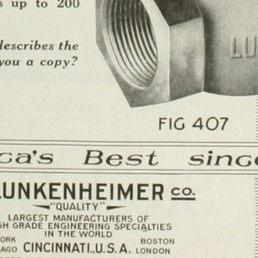 s up to 200
describes the
you a copy?
LU
FIG 407
ca's Best since
LUNKENHEIMER CO.
"QUALITY"
LARGEST MANUFACTURERS OF
GH GRADE ENGINEERING SPECIALTIES
IN THE WORLD
ORK BOSTON
AGO CINCINNATI, U.S.A. LONDON